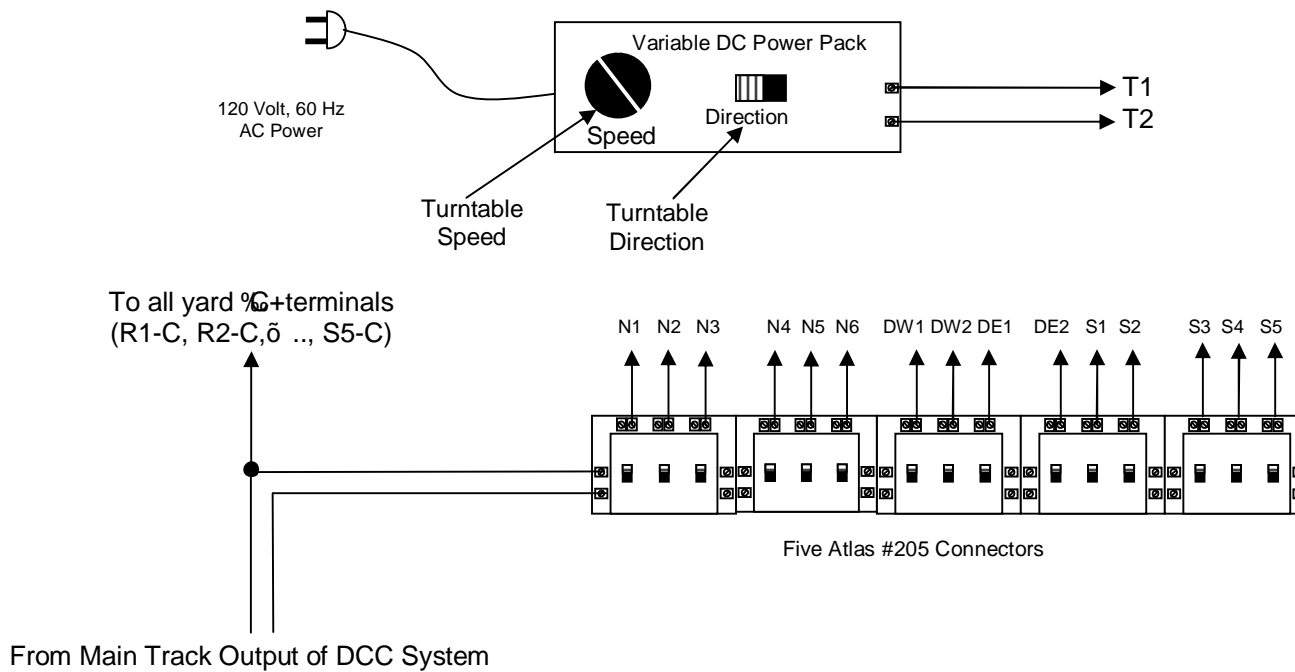 Variable DC Power Pack
120 Volt, 60 Hz
AC Power
Speed
Direction
T1
T2
Turntable
Speed
Turntable
Direction
To all yard ‰C+terminals
(R1-C, R2-C,õ .., S5-C)
N1 N2 N3 N4 N5 N6 DW1 DW2 DE1 DE2 S1 S2 S3 S4 S5
Five Atlas #205 Connectors
From Main Track Output of DCC System